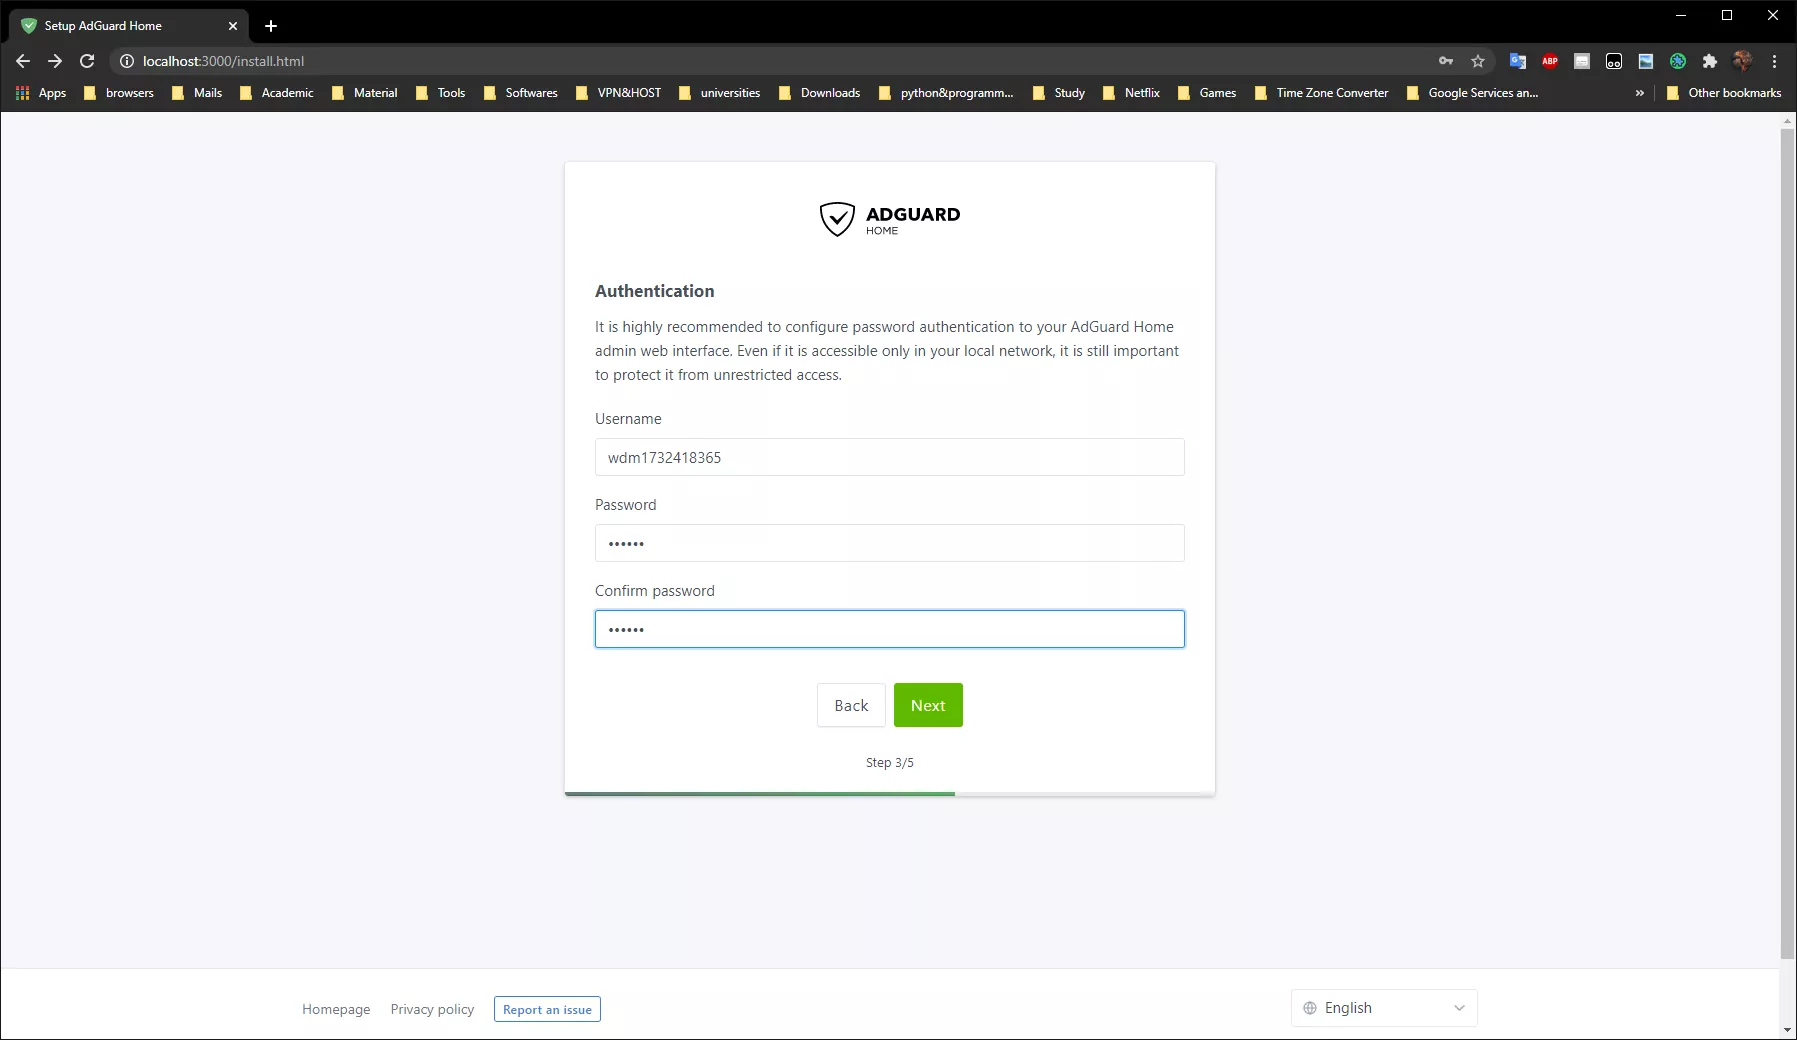 Setup AdGuard Home
localhost:3000/install.html
ABP
Apps browsers Mails Academic Material Tools Softwares VPN&HOST universities Downloads python&programm... Study Netflix Games Time Zone Converter Google Services an... » Other bookmarks
ADGUARD
HOME
Authentication
It is highly recommended to configure password authentication to your AdGuard Home
admin web interface. Even if it is accessible only in your local network, it is still important
to protect it from unrestricted access.
Username
wdm1732418365
Password
••••••
Confirm password
••••••
Back Next
Step 3/5
Homepage Privacy policy Report an issue English